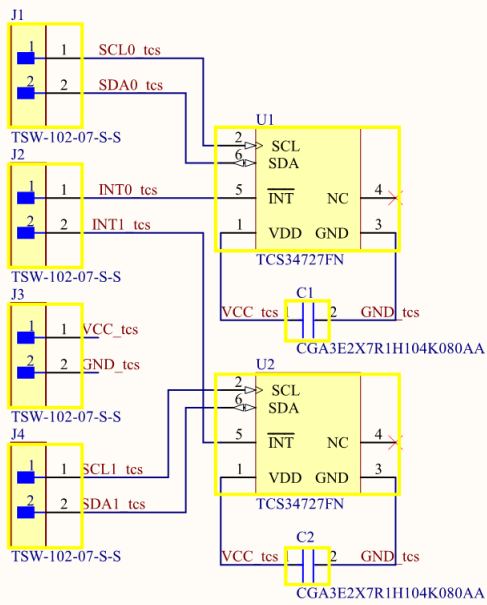 J1
1 1 SCL0_tcs
2 2 SDA0_tcs
TSW-102-07-S-S
U1
2 SCL
6 SDA
5 INT NC 4
1 VDD GND 3
TCS34727FN
J2
1 1 INT0_tcs
2 2 INT1_tcs
TSW-102-07-S-S
C1
VCC_tcs 1 2 GND_tcs
CGA3E2X7R1H104K080AA
J3
1 1 VCC_tcs
2 2 GND_tcs
TSW-102-07-S-S
U2
2 SCL
6 SDA
5 INT NC 4
1 VDD GND 3
TCS34727FN
J4
1 1 SCL1_tcs
2 2 SDA1_tcs
TSW-102-07-S-S
C2
VCC_tcs 1 2 GND_tcs
CGA3E2X7R1H104K080AA